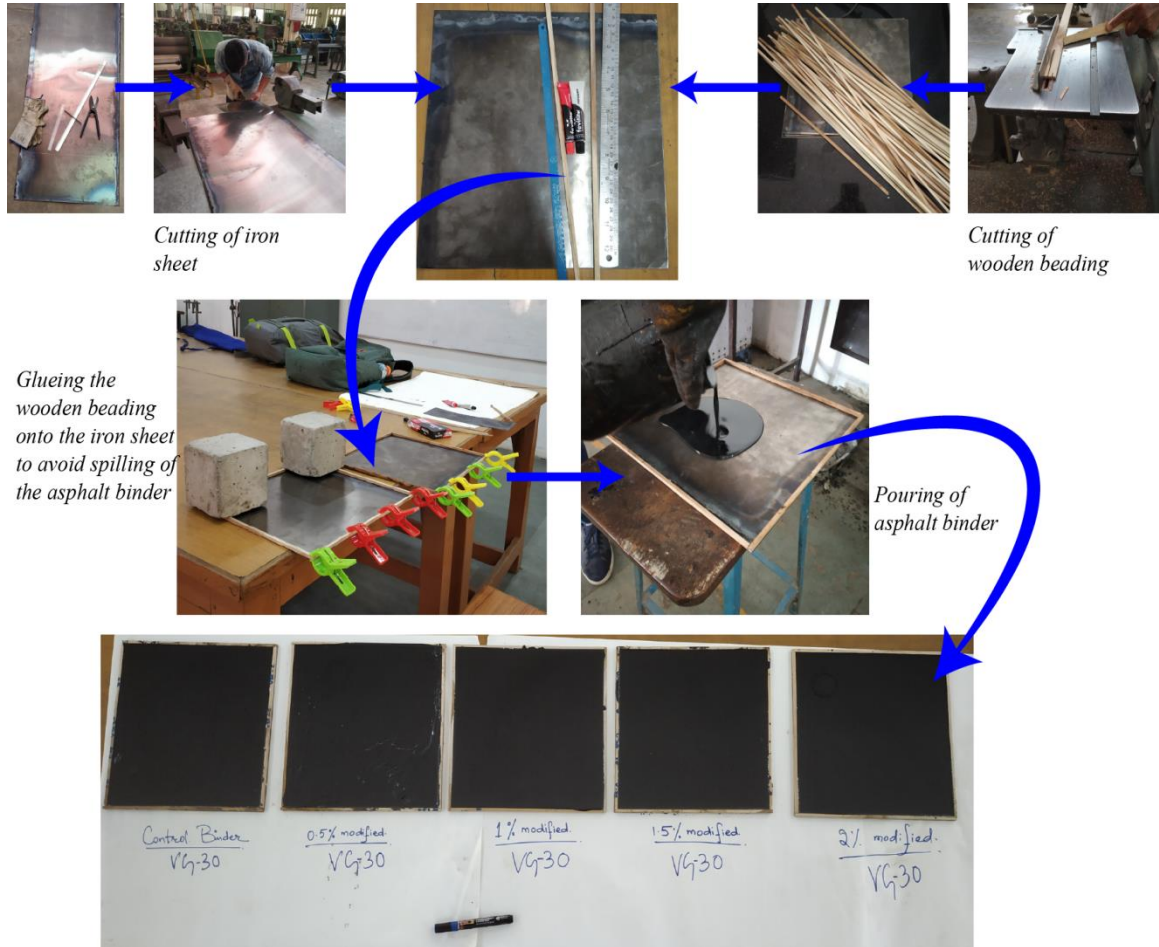 Cutting of iron
sheet
Cutting of
wooden beading
Glueing the
wooden beading
onto the iron sheet
to avoid spilling of
the asphalt binder
Pouring of
asphalt binder
Control Binder
VG-30
0.5% modified.
VG-30
1% modified.
VG-30
1.5% modified.
VG-30
2% modified.
VG-30